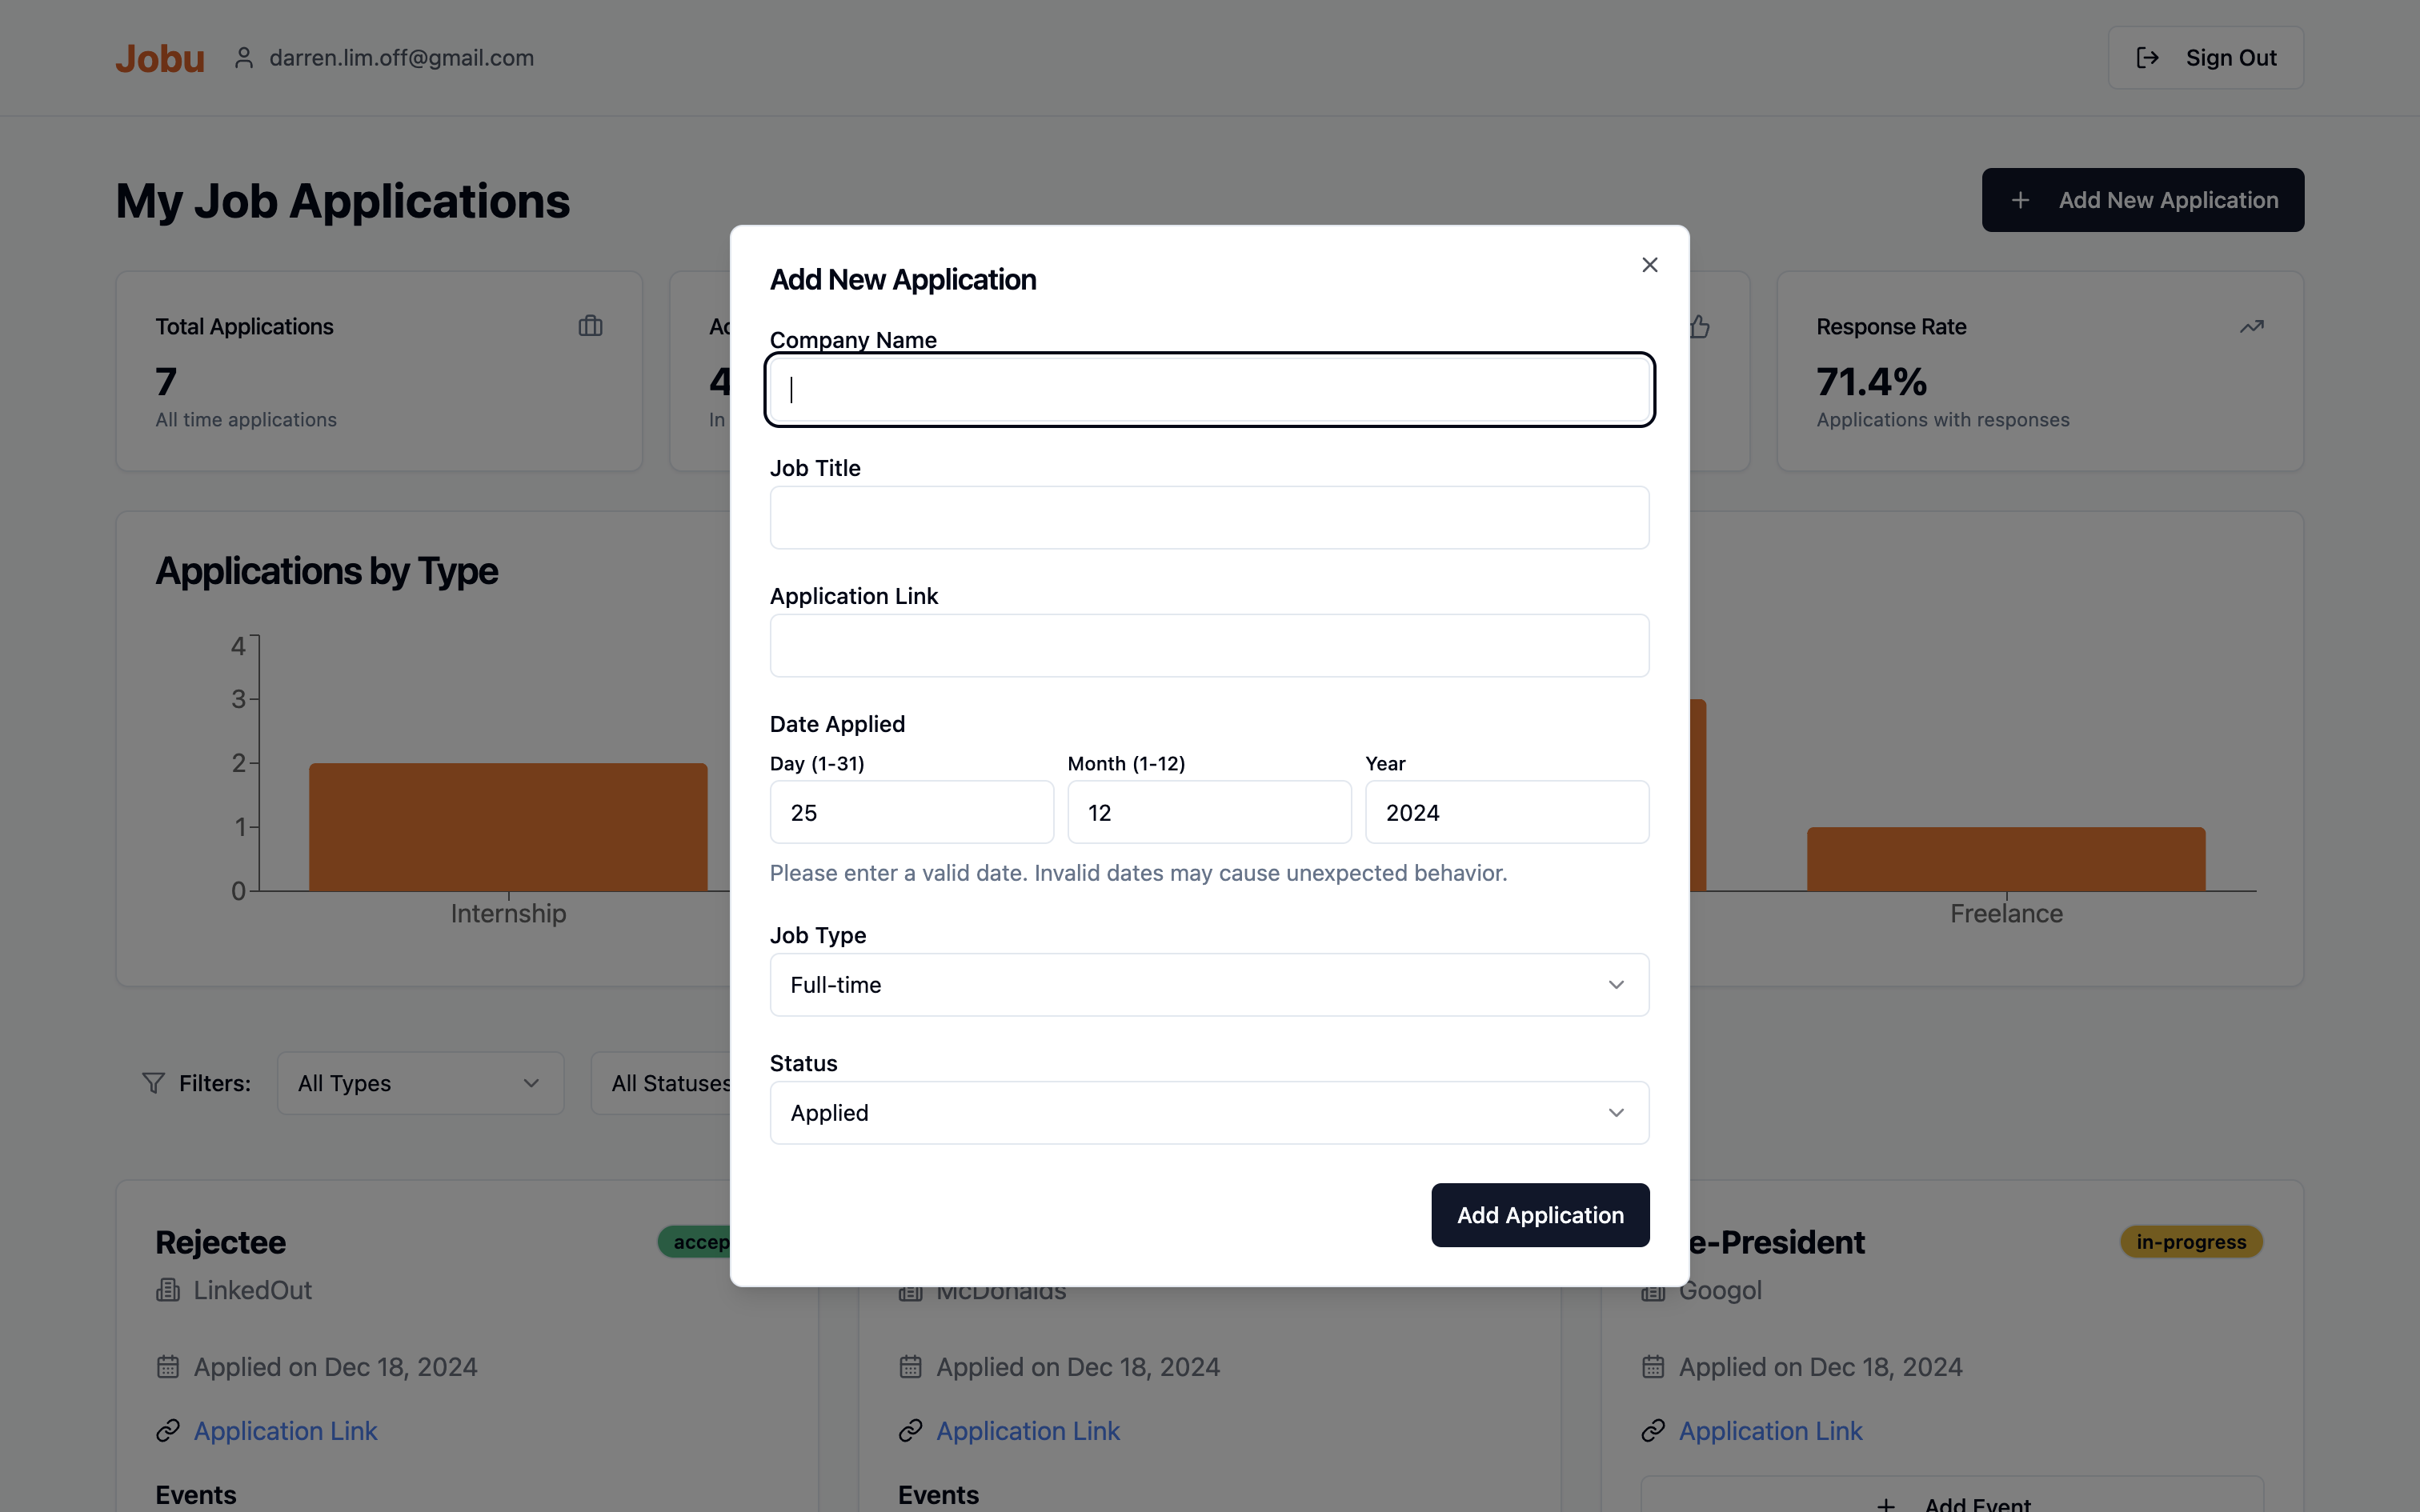 Jobu darren.lim.off@gmail.com Sign Out
My Job Applications
Add New Application
Total Applications
7
All time applications
4
In
Response Rate
71.4%
Applications with responses
Applications by Type
4
3
2
1
0
Internship
Freelance
Filters: All Types All Statuses
Add New Application
Company Name
Job Title
Application Link
Date Applied
Day (1-31) Month (1-12) Year
25 12 2024
Please enter a valid date. Invalid dates may cause unexpected behavior.
Job Type
Full-time
Status
Applied
Add Application
Rejectee
LinkedOut
Applied on Dec 18, 2024
Application Link
Events
McDonalds
Applied on Dec 18, 2024
Application Link
Events
e-President in-progress
Googol
Applied on Dec 18, 2024
Application Link
Add Event